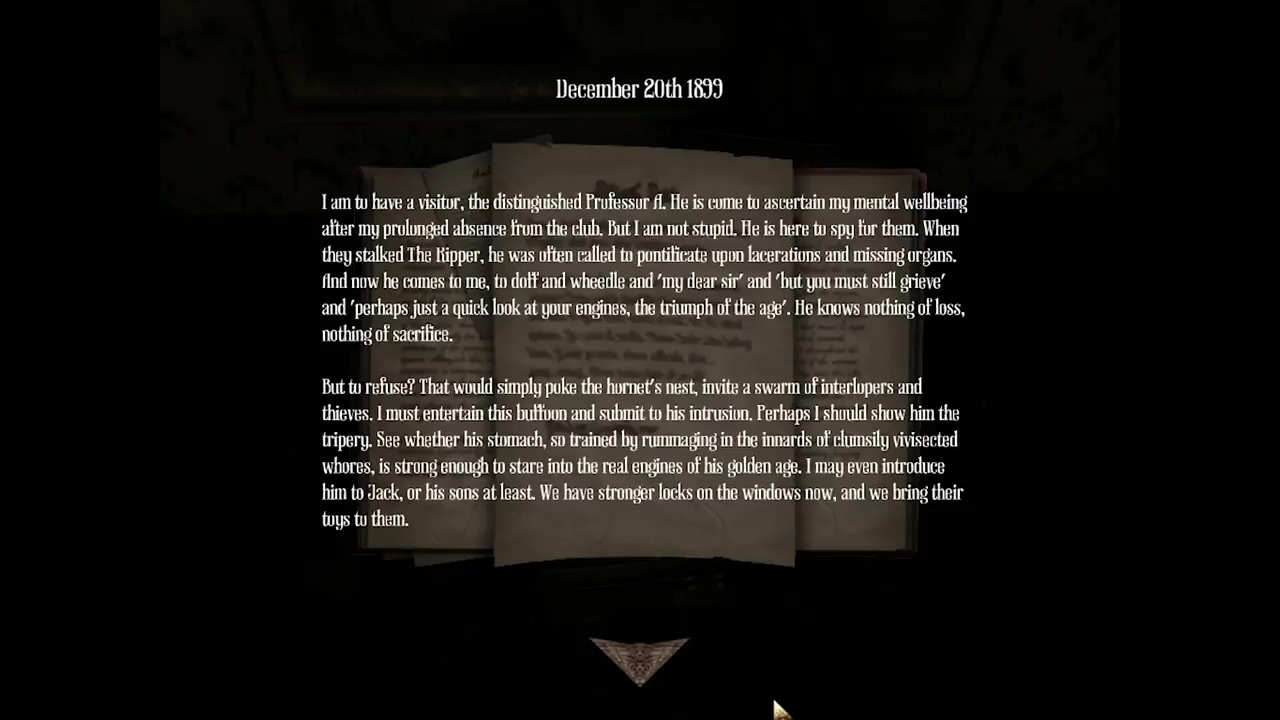 December 20th 1899
I am to have a visitor, the distinguished Professor A. He is come to ascertain my mental wellbeing
after my prolonged absence from the club. But I am not stupid. He is here to spy for them. When
they stalked The Ripper, he was often called to pontificate upon lacerations and missing organs.
And now he comes to me, to doff and wheedle and 'my dear sir' and 'but you must still grieve'
and 'perhaps just a quick look at your engines, the triumph of the age'. He knows nothing of loss,
nothing of sacrifice.
But to refuse? That would simply poke the hornet's nest, invite a swarm of interlopers and
thieves. I must entertain this buffoon and submit to his intrusion. Perhaps I should show him the
tripery. See whether his stomach, so trained by rummaging in the innards of clumsily vivisected
whores, is strong enough to stare into the real engines of his golden age. I may even introduce
him to Jack, or his sons at least. We have stronger locks on the windows now, and we bring their
toys to them.